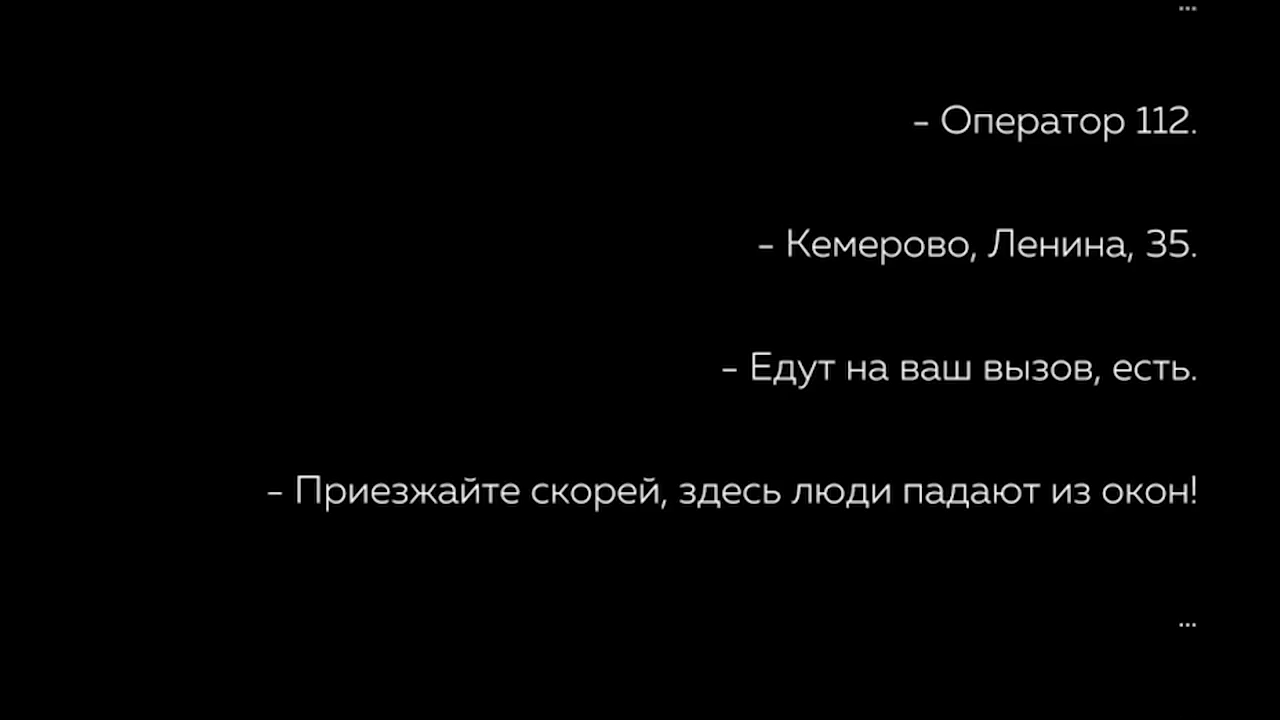 ...
- Оператор 112.
- Кемерово, Ленина, 35.
- Едут на ваш вызов, есть.
- Приезжайте скорей, здесь люди падают из окон!
...